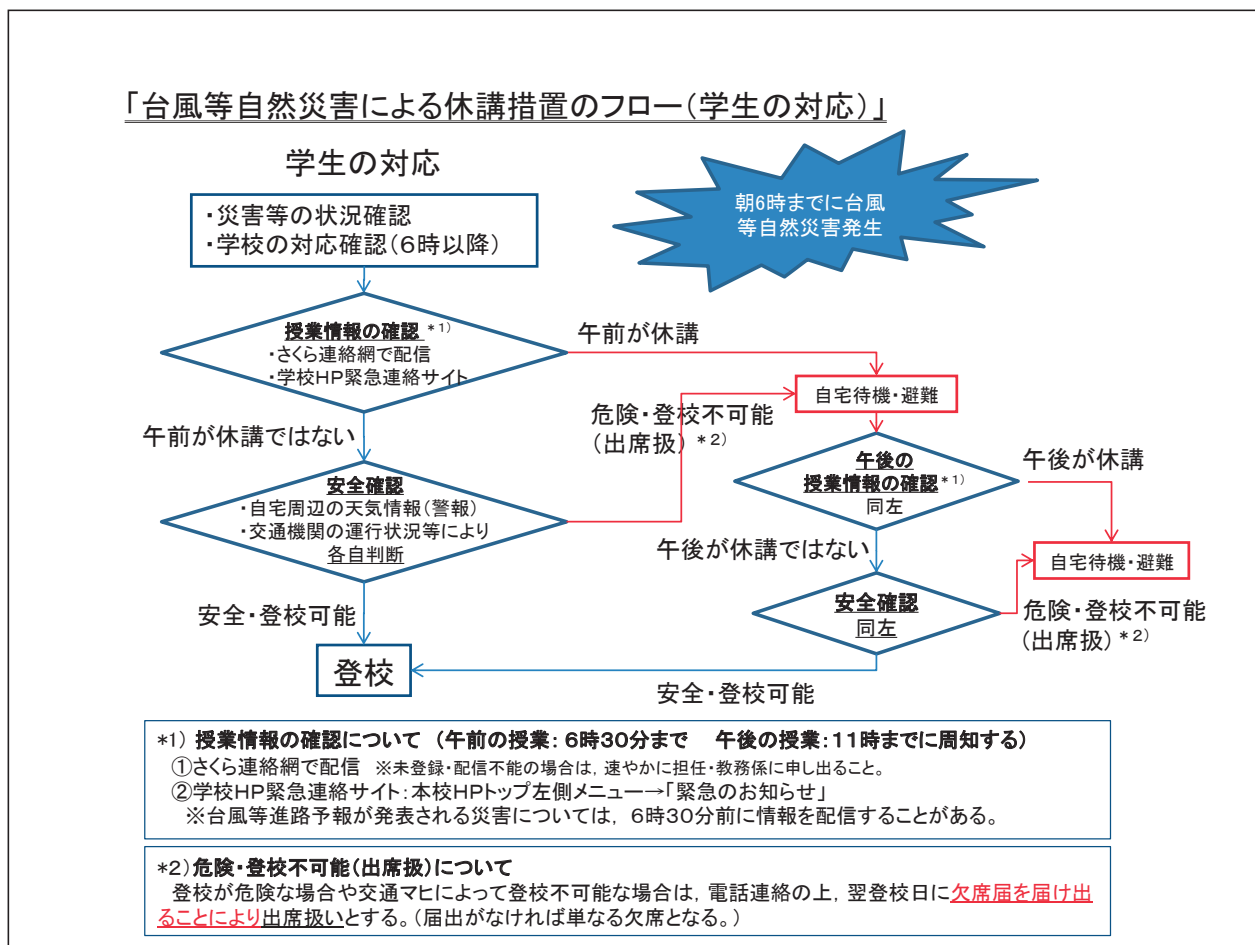 「台風等自然災害による休講措置のフロー(学生の対応)」
学生の対応
朝6時までに台風
等自然災害発生
・災害等の状況確認
・学校の対応確認(6時以降)
授業情報の確認 *1)
・さくら連絡網で配信
・学校HP緊急連絡サイト
午前が休講
自宅待機・避難
危険・登校不可能
(出席扱) *2)
午前が休講ではない
午後の
授業情報の確認 *1)
同左
午後が休講
安全確認
・自宅周辺の天気情報(警報)
・交通機関の運行状況等により
各自判断
午後が休講ではない
自宅待機・避難
安全確認
同左
危険・登校不可能
(出席扱) *2)
安全・登校可能
登校
安全・登校可能
*1) 授業情報の確認について (午前の授業:6時30分まで 午後の授業:11時までに周知する)
①さくら連絡網で配信 ※未登録・配信不能の場合は,速やかに担任・教務係に申し出ること。
②学校HP緊急連絡サイト:本校HPトップ左側メニュー→「緊急のお知らせ」
※台風等進路予報が発表される災害については, 6時30分前に情報を配信することがある。
*2)危険・登校不可能(出席扱)について
登校が危険な場合や交通マヒによって登校不可能な場合は,電話連絡の上,翌登校日に欠席届を届け出
ることにより出席扱いとする。(届出がなければ単なる欠席となる。)